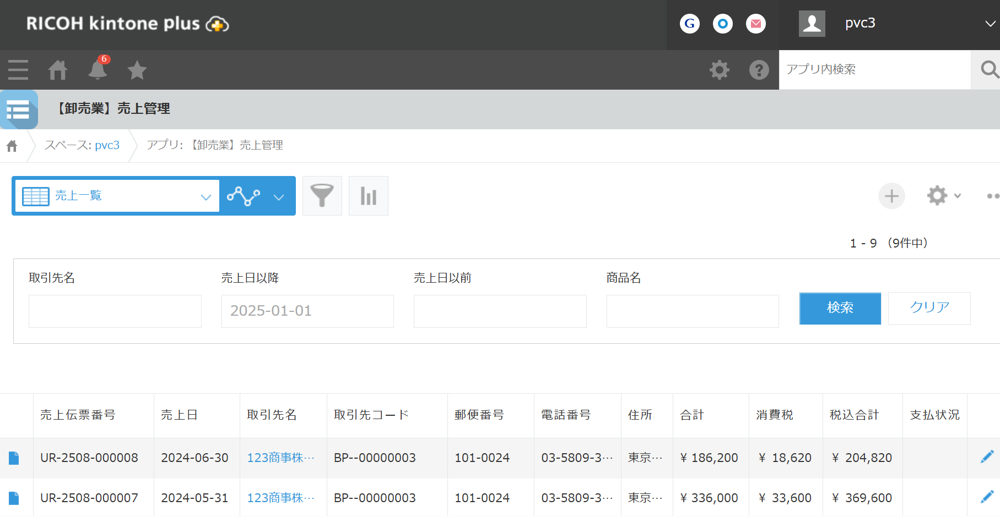 RICOH kintone plus
G
pvc3
6
アプリ内検索
【卸売業】売上管理
スペース: pvc3
アプリ: 【卸売業】売上管理
売上一覧
1 - 9 （9件中）
取引先名 売上日以降 売上日以前 商品名
2025-01-01
検索
クリア
売上伝票番号 売上日 取引先名 取引先コード 郵便番号 電話番号 住所 合計 消費税 税込合計 支払状況
UR-2508-000008 2024-06-30 123商事株… BP--00000003 101-0024 03-5809-3… 東京… ¥ 186,200 ¥ 18,620 ¥ 204,820
UR-2508-000007 2024-05-31 123商事株… BP--00000003 101-0024 03-5809-3… 東京… ¥ 336,000 ¥ 33,600 ¥ 369,600